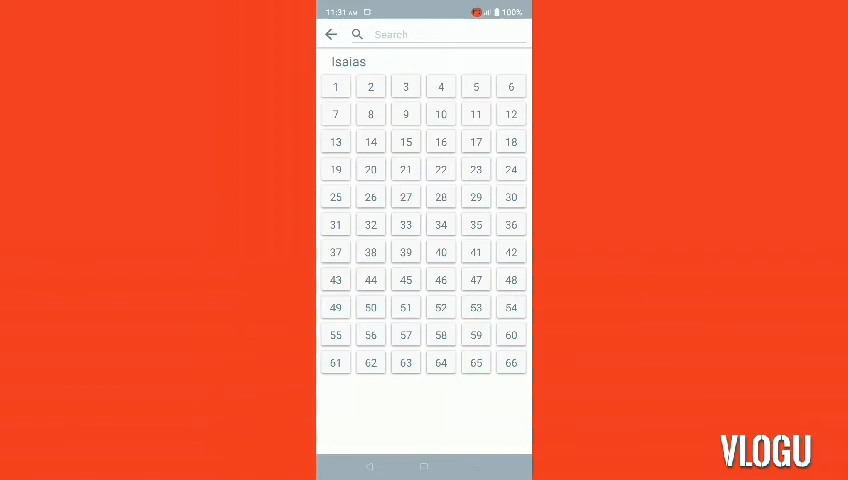 11:31 AM 100%
Search
Isaias
1 2 3 4 5 6
7 8 9 10 11 12
13 14 15 16 17 18
19 20 21 22 23 24
25 26 27 28 29 30
31 32 33 34 35 36
37 38 39 40 41 42
43 44 45 46 47 48
49 50 51 52 53 54
55 56 57 58 59 60
61 62 63 64 65 66
VLOGU